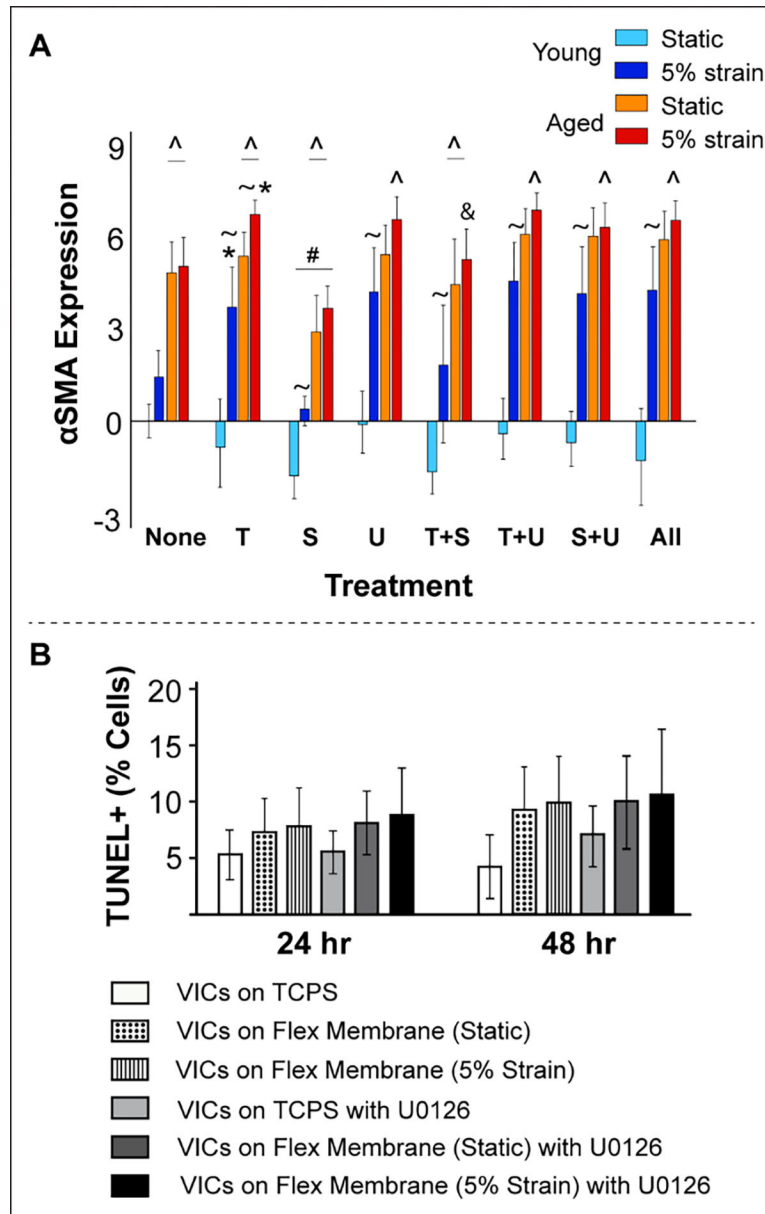 A
Young
Static
5% strain
Aged
Static
5% strain
αSMA Expression
9
6
3
0
-3
^ ^ ^ ^ ^ ^ ^ ^
~ * ~ * # ~ ~ ~ & ~ ~ ~
None T S U T+S T+U S+U All
Treatment
B
TUNEL+ (% Cells)
20
15
10
5
24 hr 48 hr
VICs on TCPS
VICs on Flex Membrane (Static)
VICs on Flex Membrane (5% Strain)
VICs on TCPS with U0126
VICs on Flex Membrane (Static) with U0126
VICs on Flex Membrane (5% Strain) with U0126